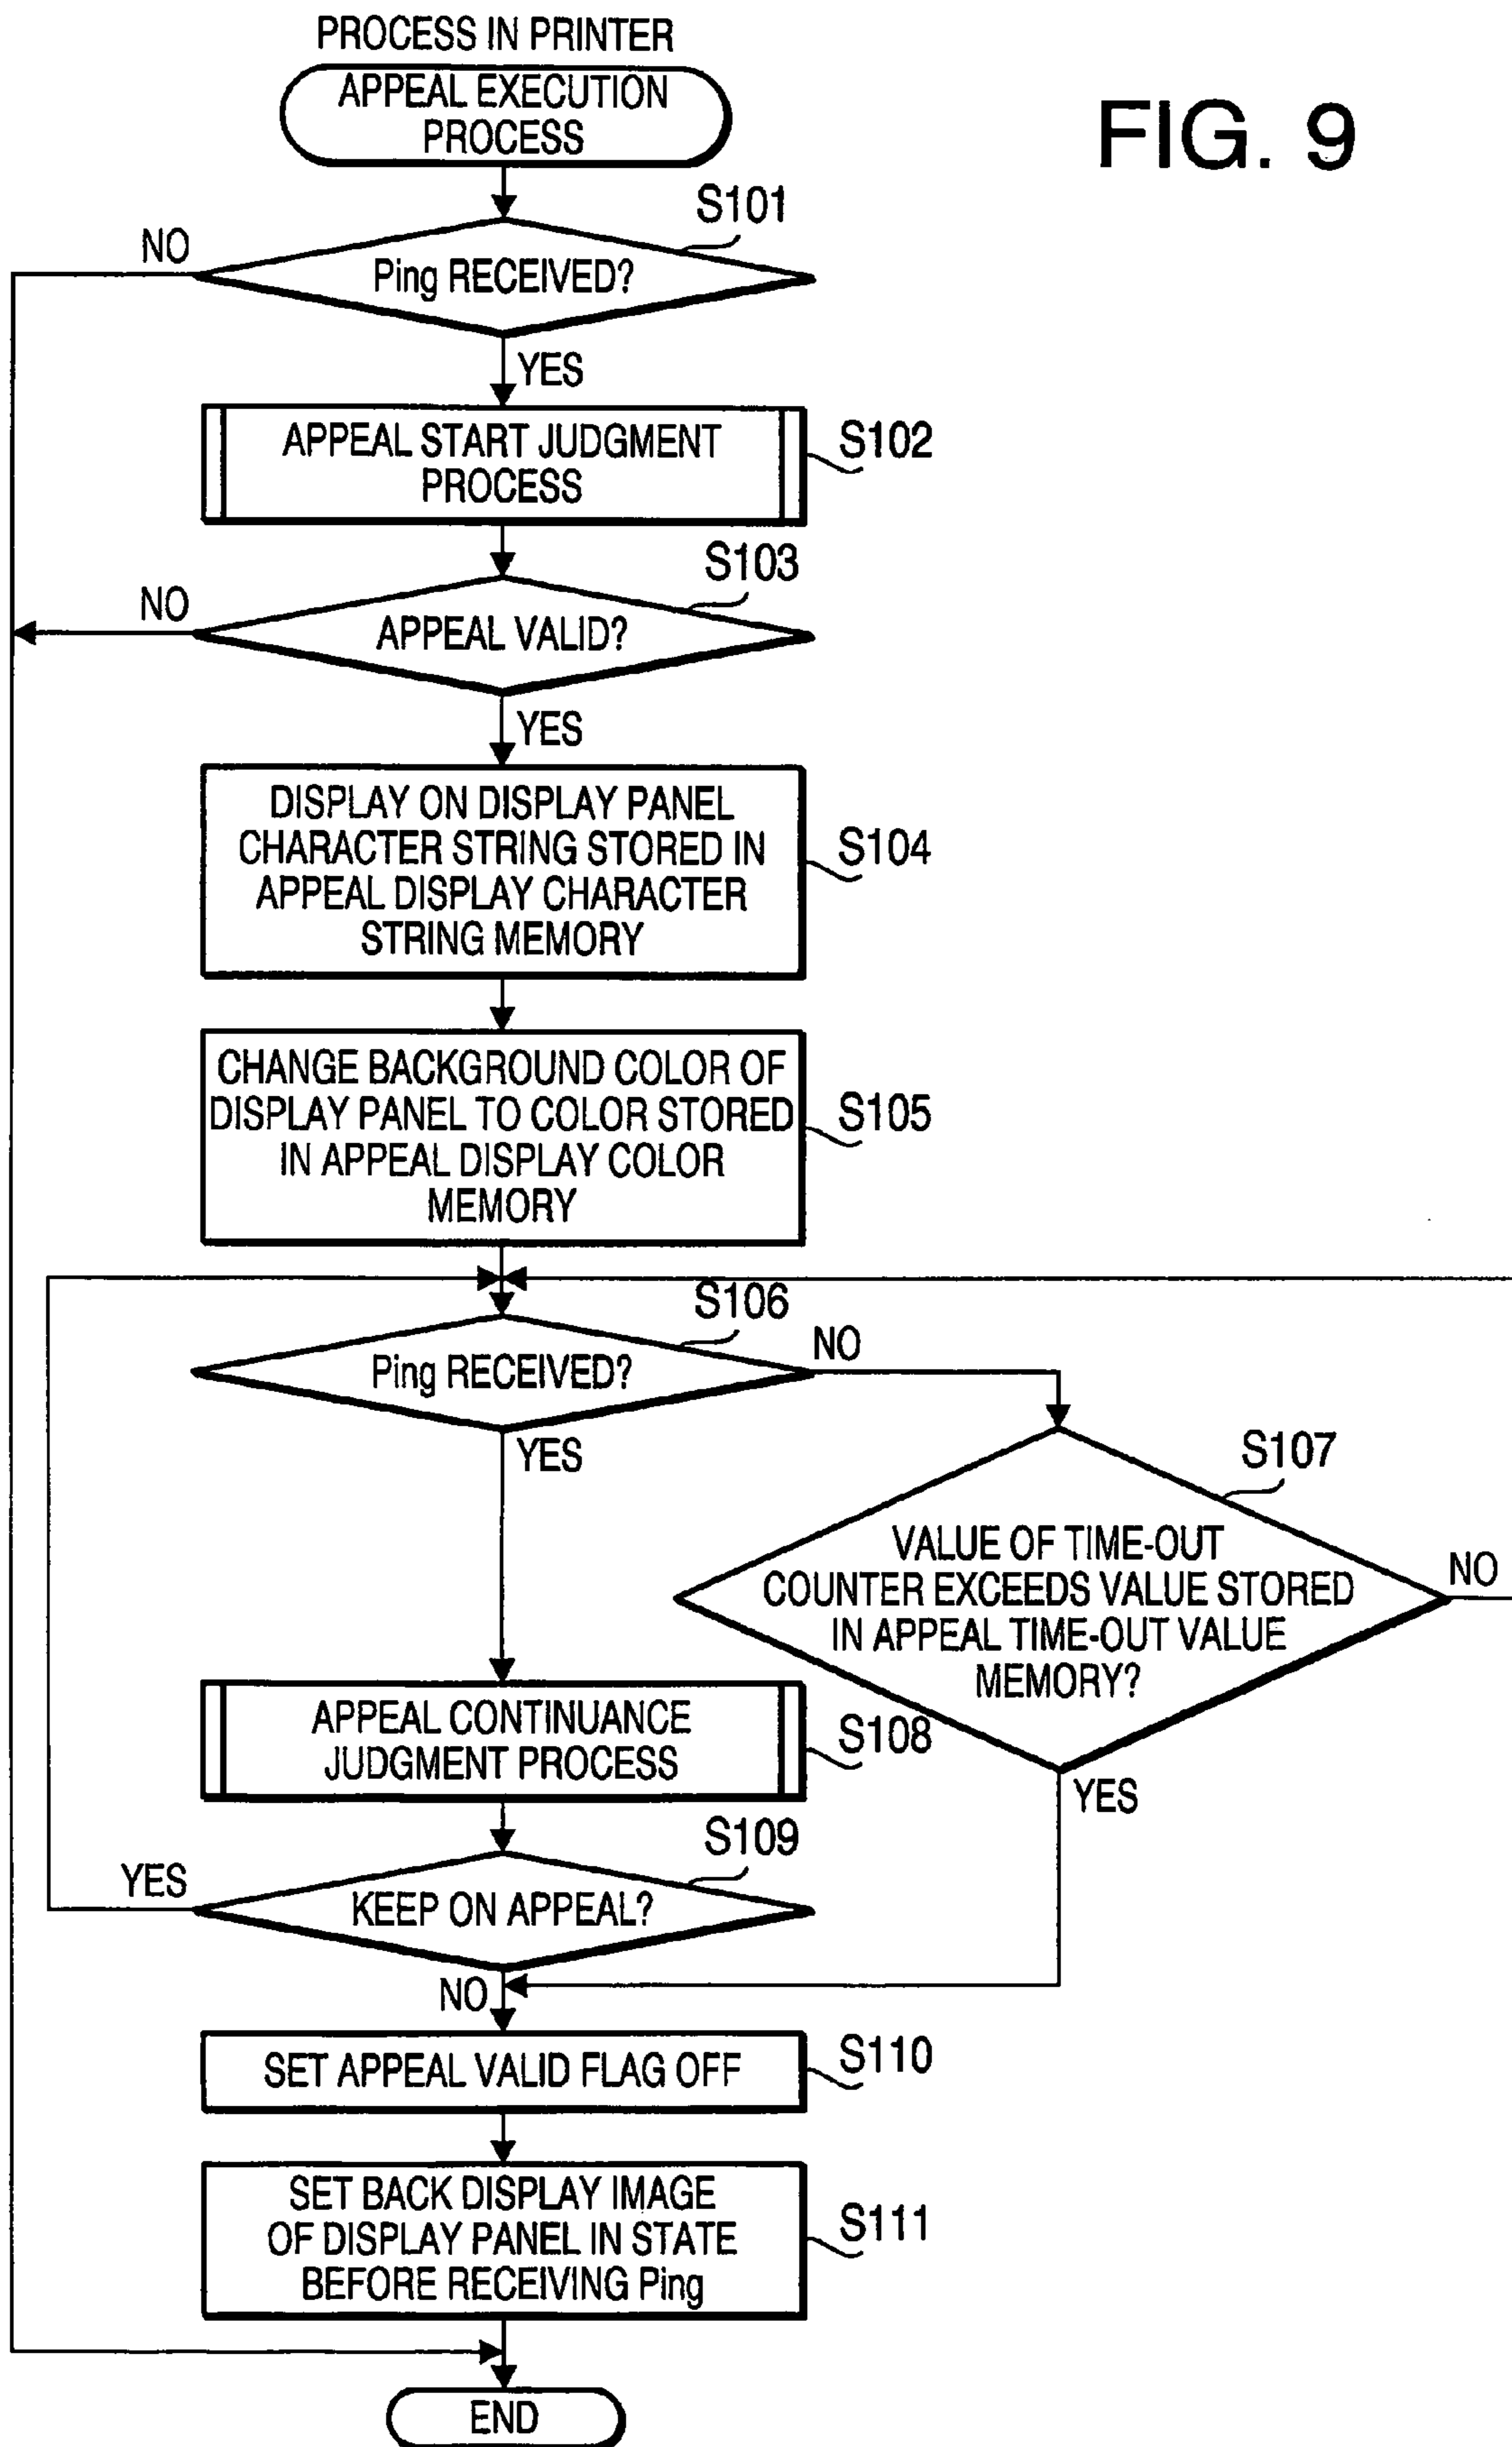 PROCESS IN PRINTER
APPEAL EXECUTION
PROCESS
FIG. 9
S101
NO
Ping RECEIVED?
YES
APPEAL START JUDGMENT
PROCESS
S102
S103
NO
APPEAL VALID?
YES
DISPLAY ON DISPLAY PANEL
CHARACTER STRING STORED IN
APPEAL DISPLAY CHARACTER
STRING MEMORY
S104
CHANGE BACKGROUND COLOR OF
DISPLAY PANEL TO COLOR STORED
IN APPEAL DISPLAY COLOR
MEMORY
S105
S106
NO
Ping RECEIVED?
YES
S107
VALUE OF TIME-OUT
COUNTER EXCEEDS VALUE STORED
IN APPEAL TIME-OUT VALUE
MEMORY?
NO
YES
APPEAL CONTINUANCE
JUDGMENT PROCESS
S108
S109
YES
KEEP ON APPEAL?
NO
SET APPEAL VALID FLAG OFF
S110
SET BACK DISPLAY IMAGE
OF DISPLAY PANEL IN STATE
BEFORE RECEIVING Ping
S111
END